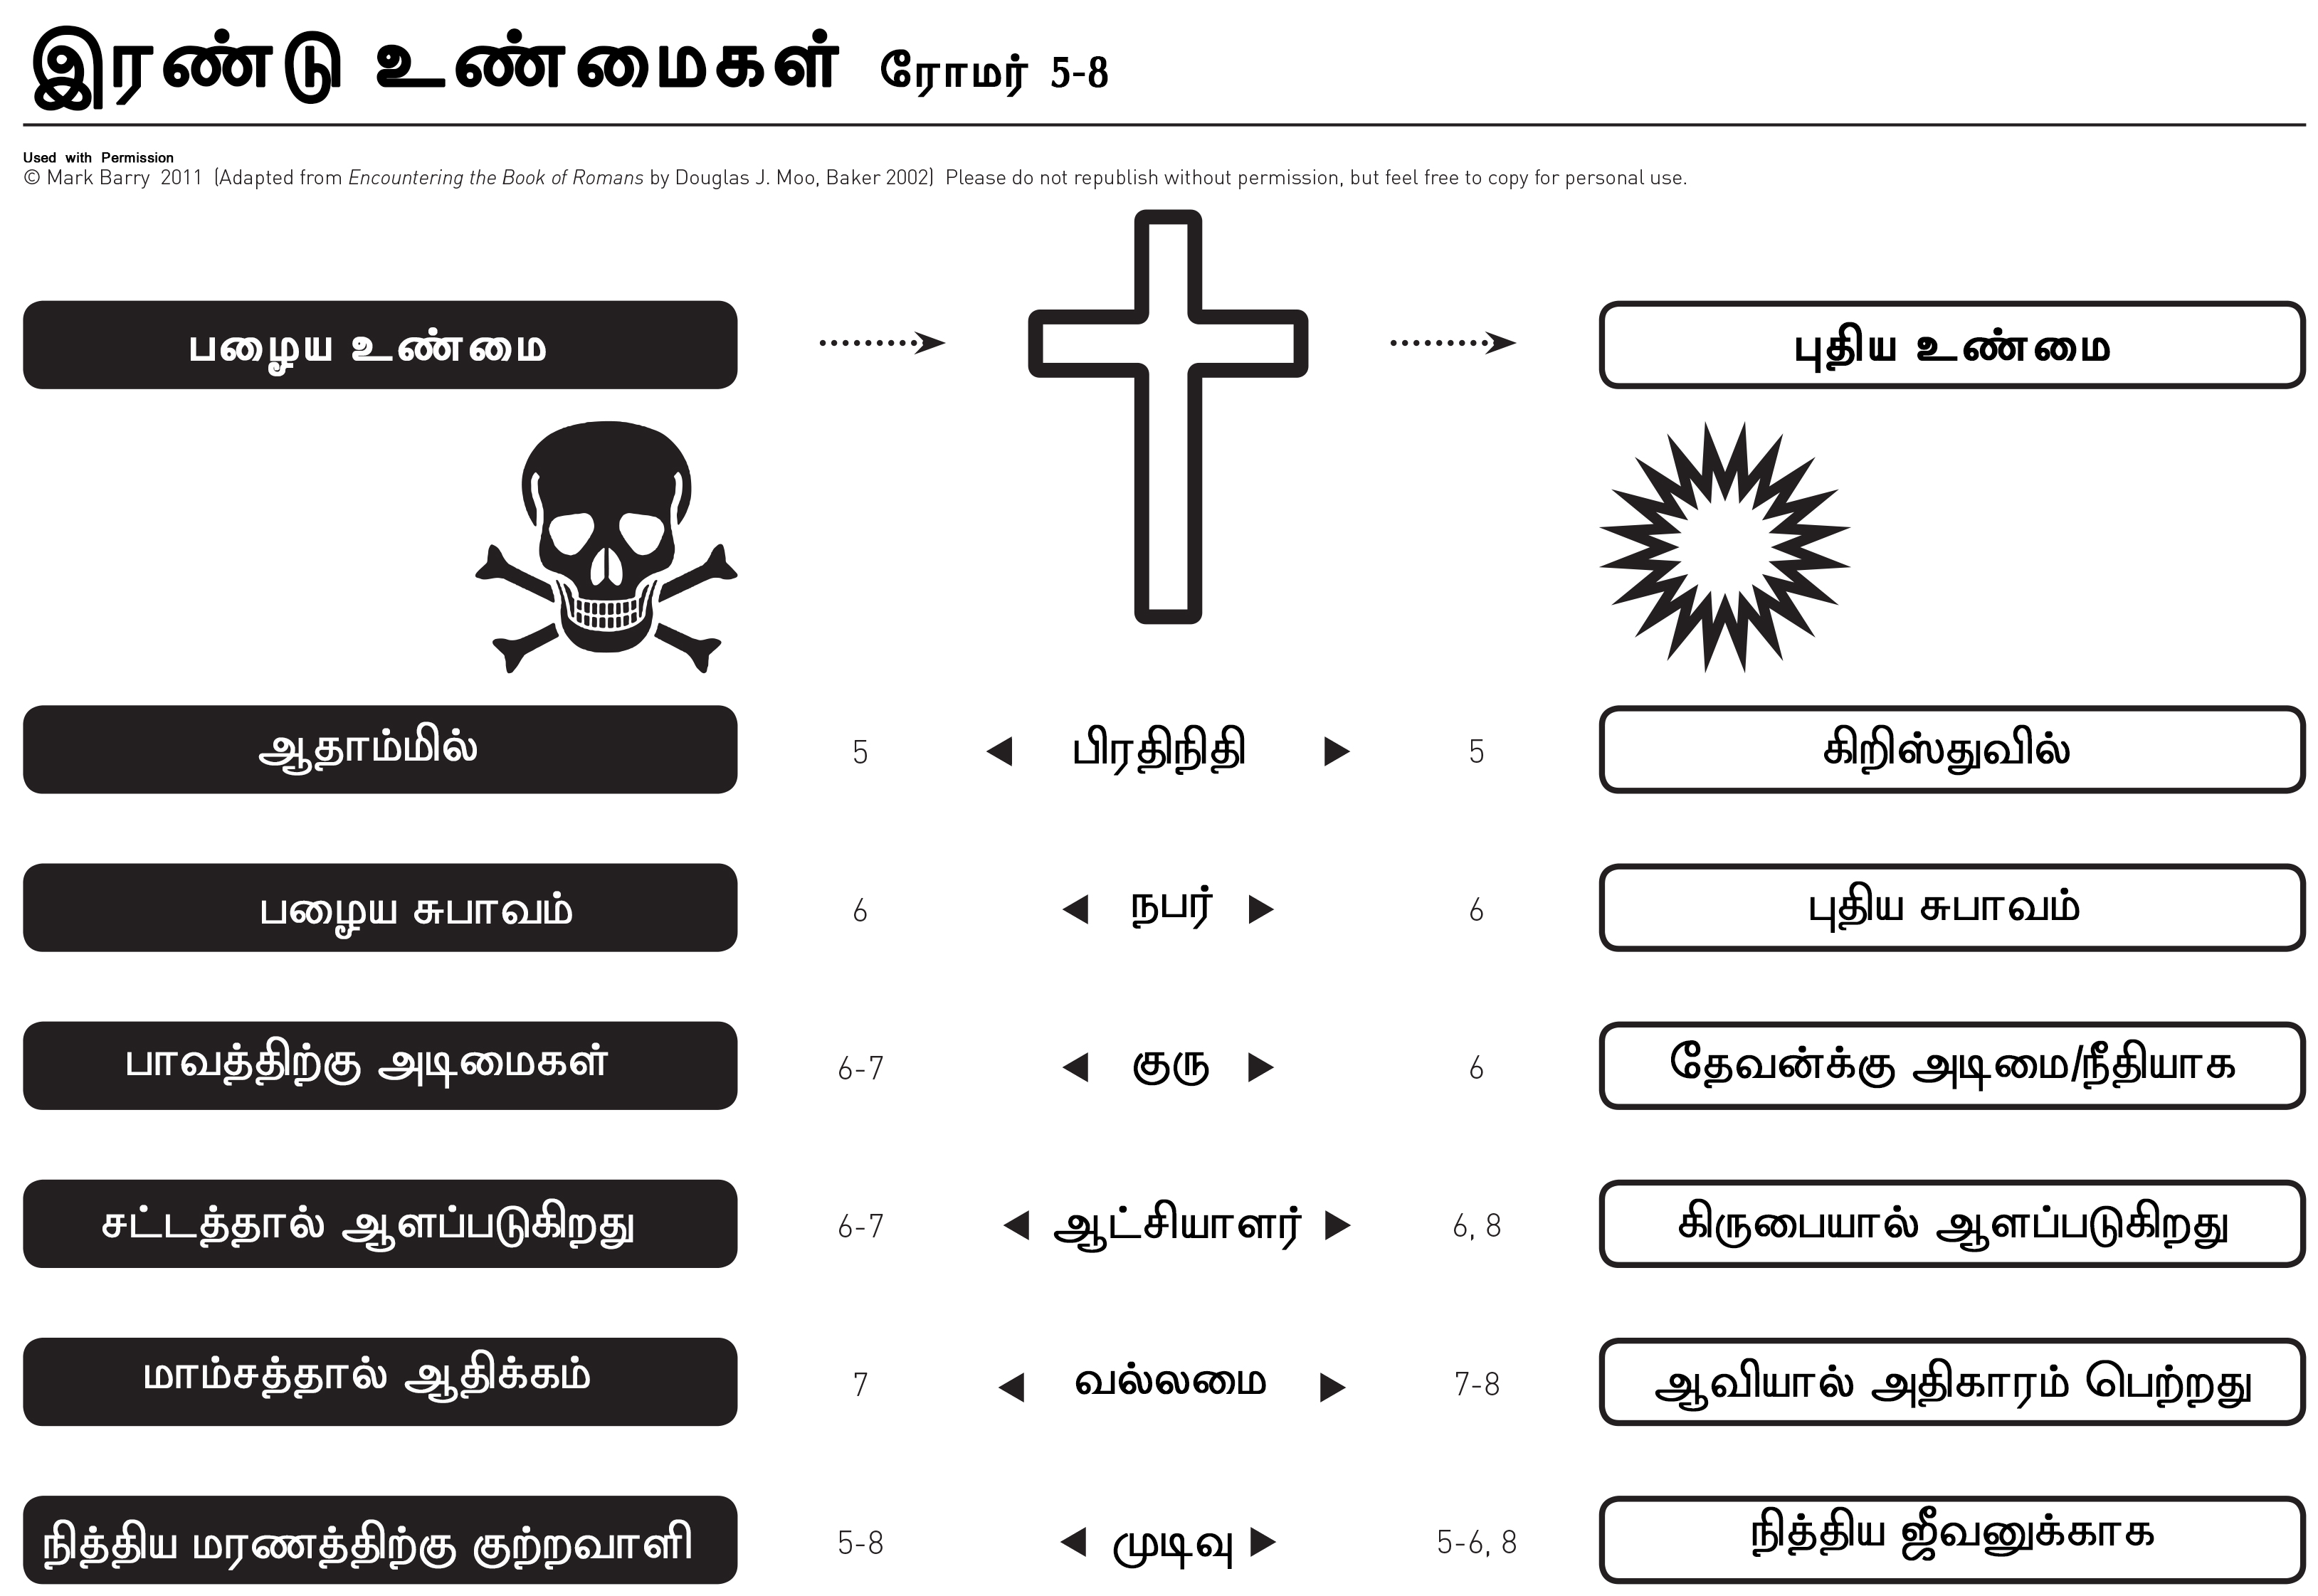 இரண்டு உண்மைகள் ரோமர் 5-8
Used with Permission
© Mark Barry 2011 (Adapted from Encountering the Book of Romans by Douglas J. Moo, Baker 2002) Please do not republish without permission, but feel free to copy for personal use.
பழைய உண்மை புதிய உண்மை
ஆதாம்மில் 5 பிரதிநிதி 5 கிறிஸ்துவில்
பழைய சுபாவம் 6 நபர் 6 புதிய சுபாவம்
பாவத்திற்கு அடிமைகள் 6-7 குரு 6 தேவண்க்கு அடிமை/நீதியாக
சட்டத்தால் ஆளப்படுகிறது 6-7 ஆட்சியாளர் 6, 8 கிருபையால் ஆளப்படுகிறது
மாம்சத்தால் ஆதிக்கம் 7 வல்லமை 7-8 ஆவியால் அதிகாரம் பெற்றது
நித்திய மரணத்திற்கு குற்றவாளி 5-8 முடிவு 5-6, 8 நித்திய ஜீவனுக்காக